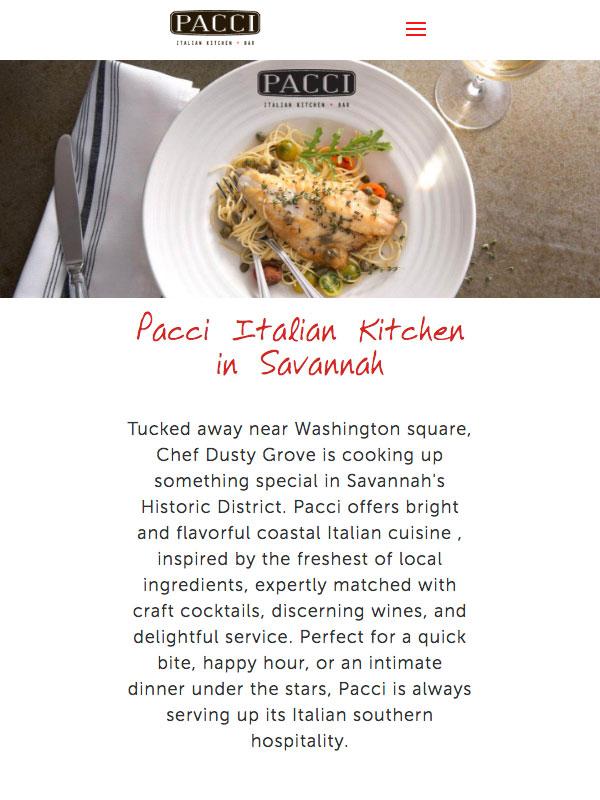 PACCI
ITALIAN KITCHEN + BAR
PACCI
ITALIAN KITCHEN + BAR
Pacci Italian Kitchen
in Savannah
Tucked away near Washington square,
Chef Dusty Grove is cooking up
something special in Savannah's
Historic District. Pacci offers bright
and flavorful coastal Italian cuisine ,
inspired by the freshest of local
ingredients, expertly matched with
craft cocktails, discerning wines, and
delightful service. Perfect for a quick
bite, happy hour, or an intimate
dinner under the stars, Pacci is always
serving up its Italian southern
hospitality.